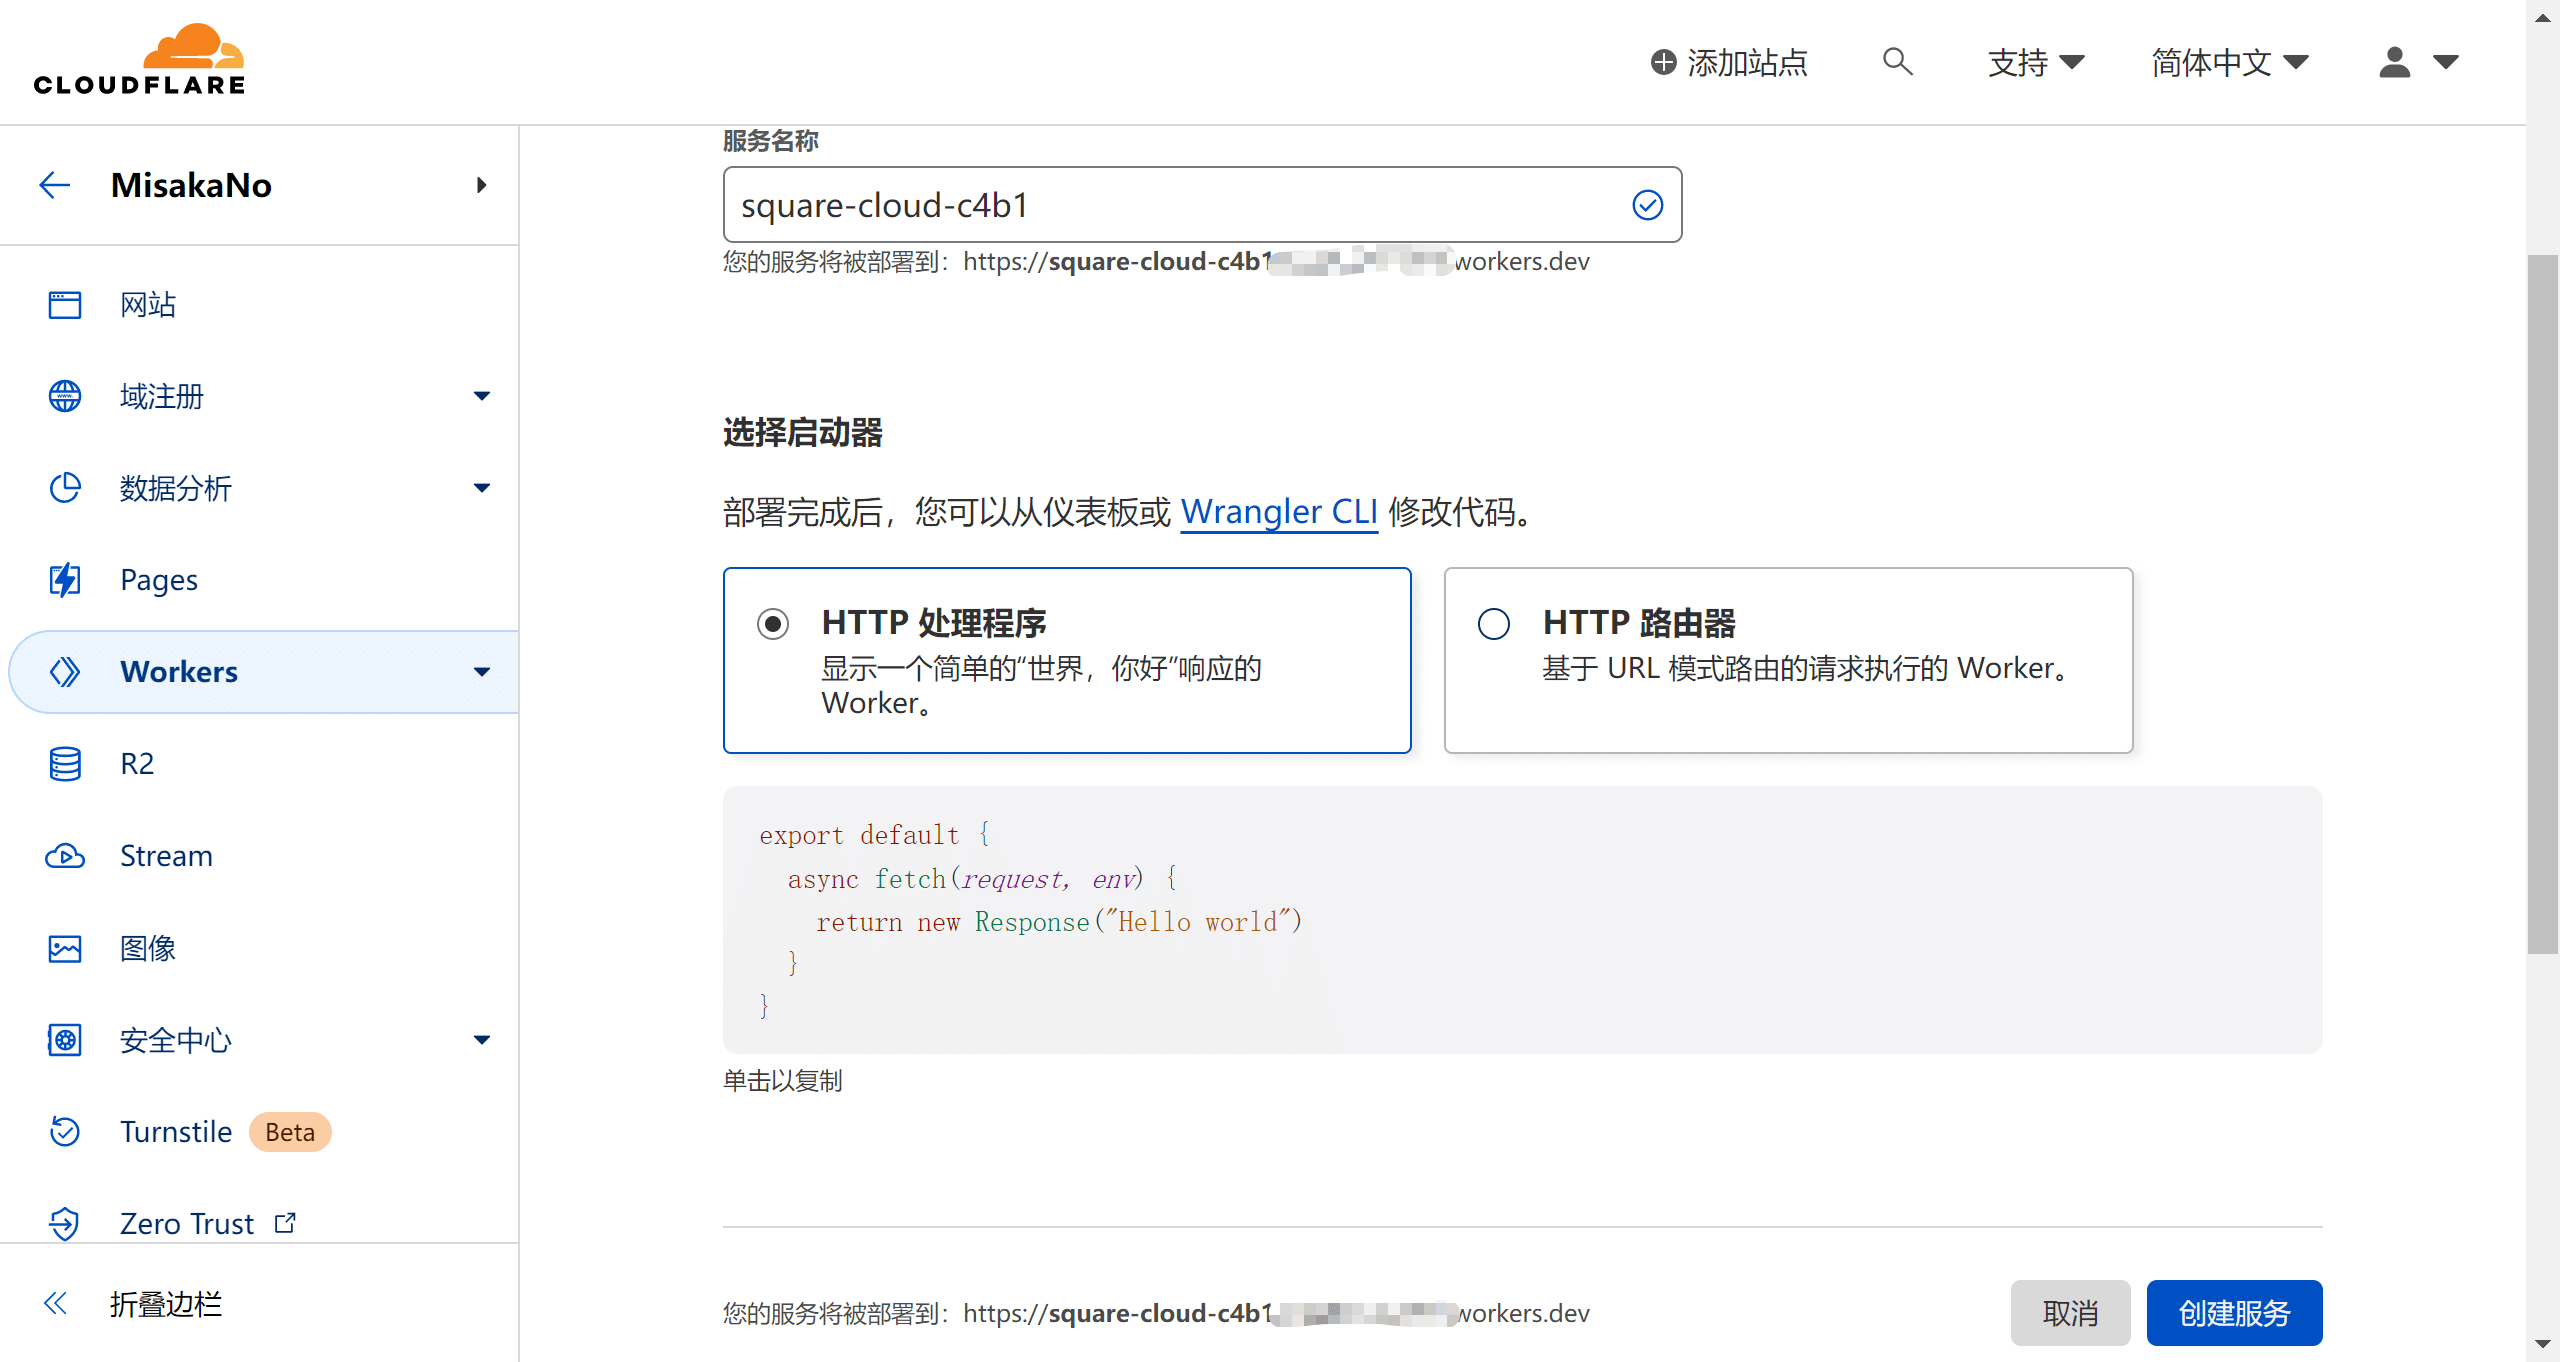 CLOUDFLARE
添加站点
支持
简体中文
MisakaNo
网站
域注册
数据分析
Pages
Workers
R2
Stream
图像
安全中心
Turnstile Beta
Zero Trust
折叠边栏
服务名称
square-cloud-c4b1
您的服务将被部署到：https://square-cloud-c4b1 workers.dev
选择启动器
部署完成后，您可以从仪表板或 Wrangler CLI 修改代码。
HTTP 处理程序
显示一个简单的“世界，你好”响应的
Worker。
HTTP 路由器
基于 URL 模式路由的请求执行的 Worker。
export default {
  async fetch(request, env) {
    return new Response("Hello world")
  }
}
单击以复制
您的服务将被部署到：https://square-cloud-c4b1 workers.dev
取消
创建服务